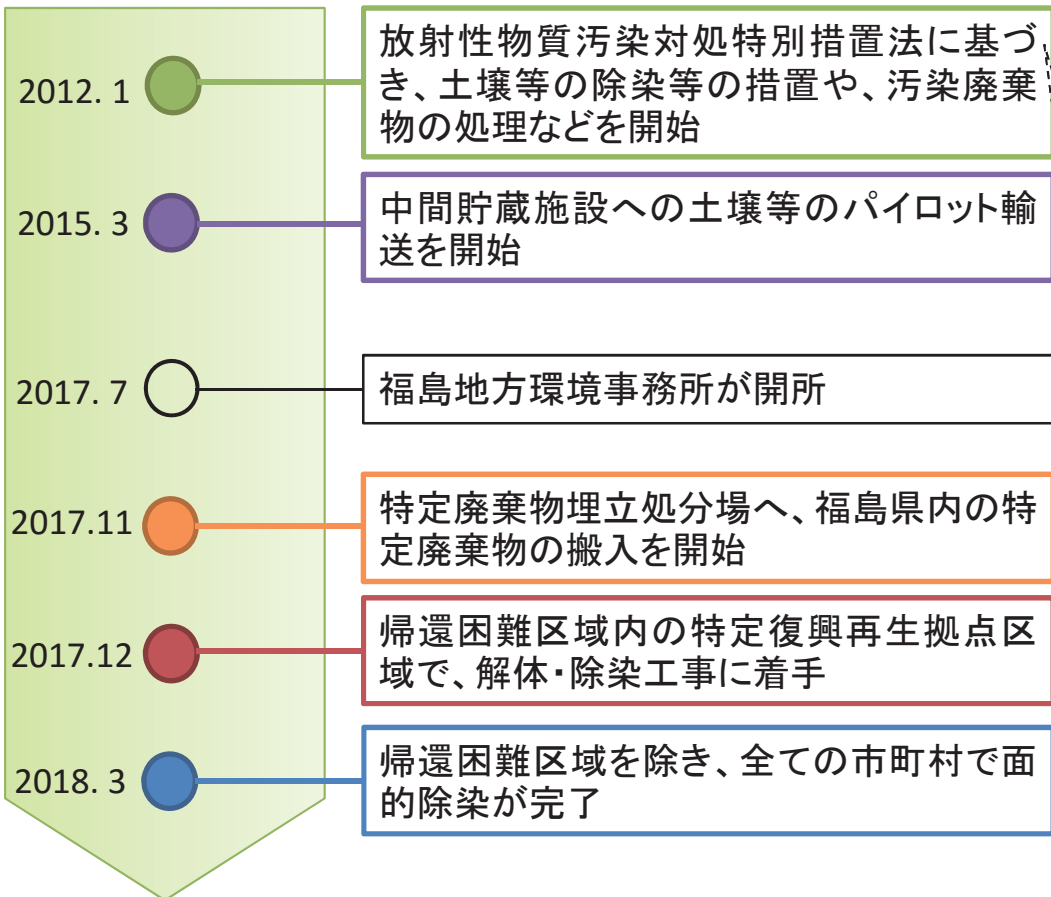 2012. 1
放射性物質汚染対処特別措置法に基づ
き、土壌等の除染等の措置や、汚染廃棄
物の処理などを開始
2015. 3
中間貯蔵施設への土壌等のパイロット輸
送を開始
2017. 7
福島地方環境事務所が開所
2017.11
特定廃棄物埋立処分場へ、福島県内の特
定廃棄物の搬入を開始
2017.12
帰還困難区域内の特定復興再生拠点区
域で、解体・除染工事に着手
2018. 3
帰還困難区域を除き、全ての市町村で面
的除染が完了